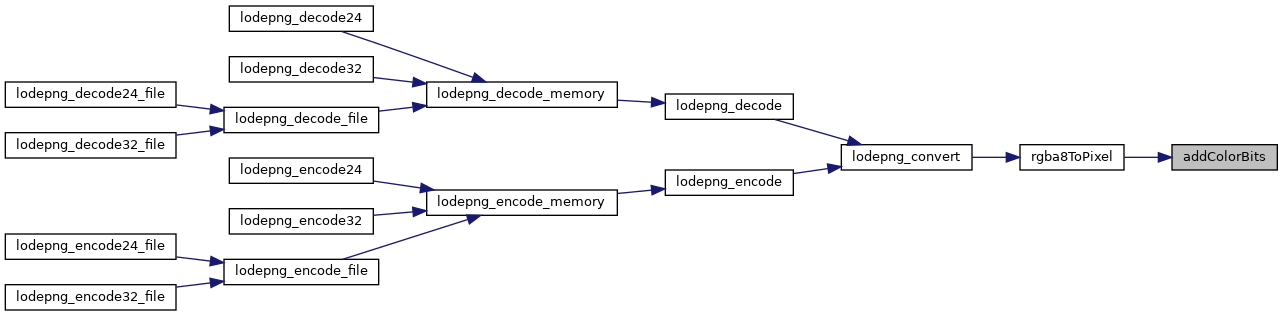 lodepng_decode24
lodepng_decode32
lodepng_decode24_file
lodepng_decode_memory
lodepng_decode
lodepng_decode_file
lodepng_decode32_file
lodepng_convert
rgba8ToPixel
addColorBits
lodepng_encode24
lodepng_encode
lodepng_encode_memory
lodepng_encode32
lodepng_encode24_file
lodepng_encode_file
lodepng_encode32_file